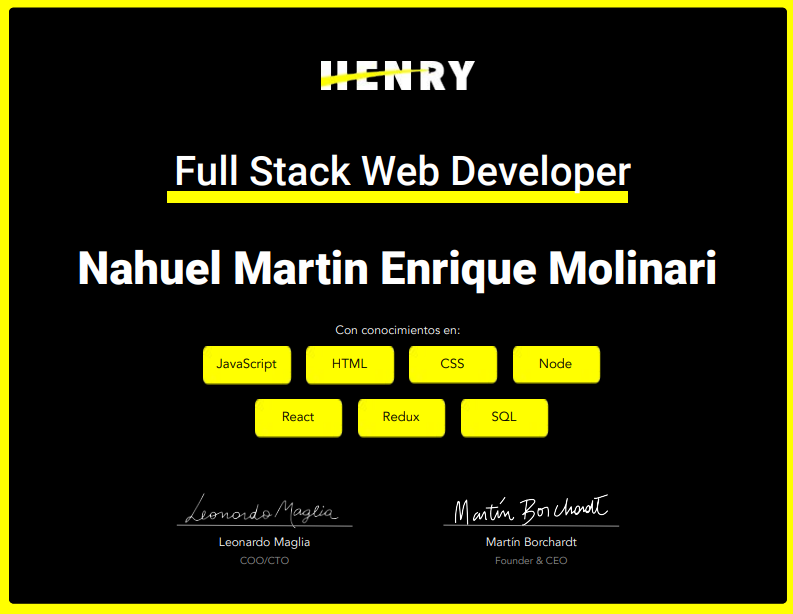 HENRY
Full Stack Web Developer
Nahuel Martin Enrique Molinari
Con conocimientos en:
JavaScript HTML CSS Node
React Redux SQL
Leonardo Maglia Martín Borchardt
Leonardo Maglia Martín Borchardt
COO/CTO Founder & CEO